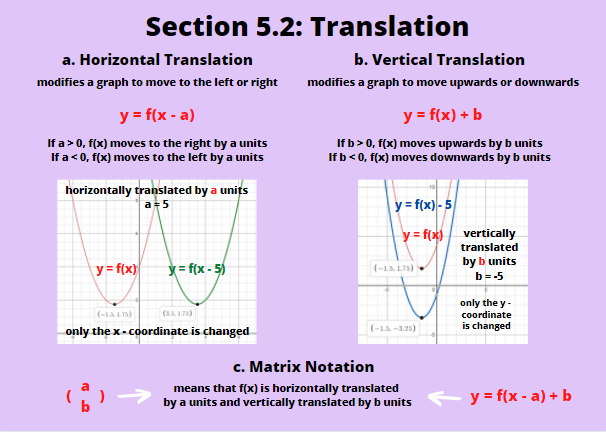 Section 5.2: Translation
a. Horizontal Translation
modifies a graph to move to the left or right
y = f(x - a)
If a > 0, f(x) moves to the right by a units
If a < 0, f(x) moves to the left by a units
horizontally translated by a units
a = 5
y = f(x)
y = f(x - 5)
(-1.5, 1.75)
(3.5, 1.75)
only the x - coordinate is changed
b. Vertical Translation
modifies a graph to move upwards or downwards
y = f(x) + b
If b > 0, f(x) moves upwards by b units
If b < 0, f(x) moves downwards by b units
10
y = f(x) - 5
y = f(x)
(-1.5, 1.75)
(-1.5, -3.25)
vertically
translated
by b units
b = -5
only the y -
coordinate
is changed
c. Matrix Notation
( a
b )
means that f(x) is horizontally translated
by a units and vertically translated by b units
y = f(x - a) + b